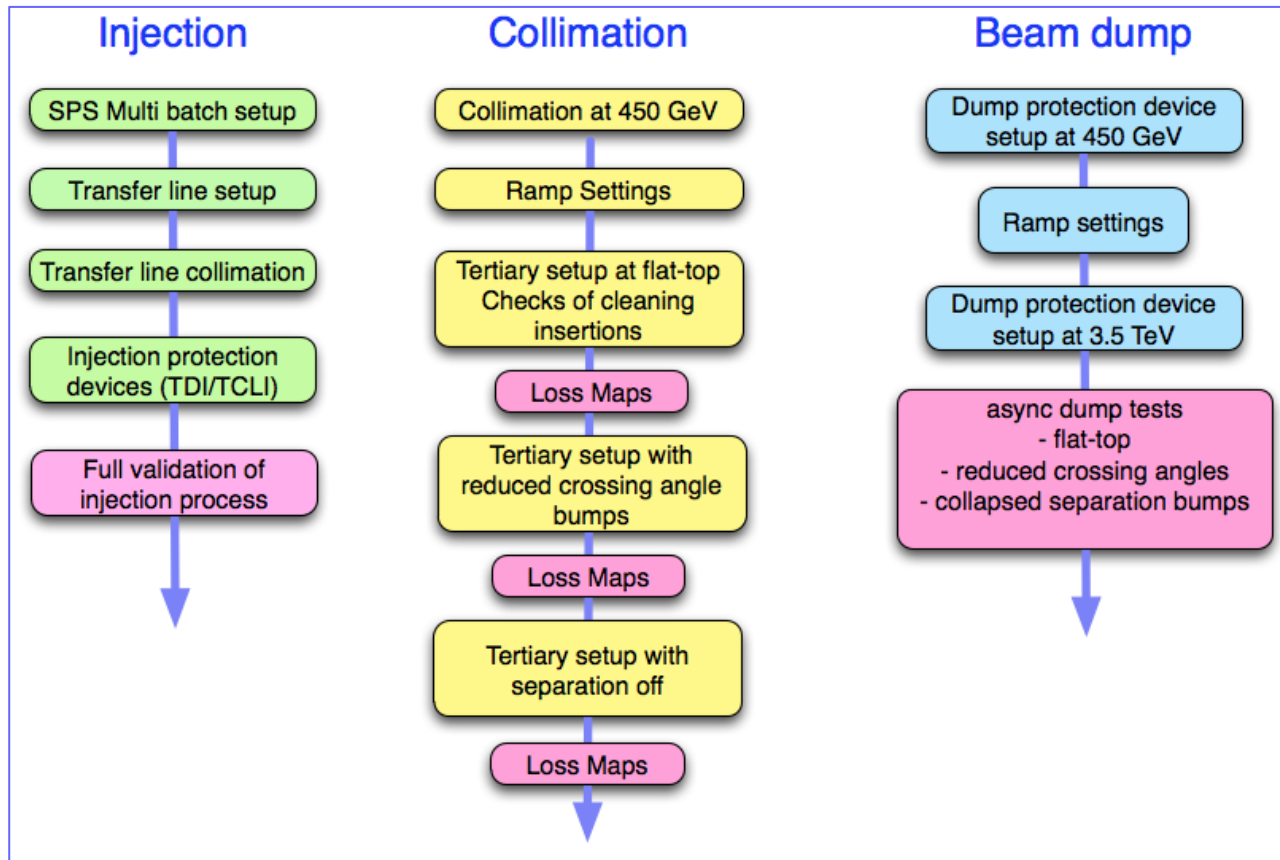 Injection
SPS Multi batch setup
Transfer line setup
Transfer line collimation
Injection protection
devices (TDI/TCLI)
Full validation of
injection process
Collimation
Collimation at 450 GeV
Ramp Settings
Tertiary setup at flat-top
Checks of cleaning
insertions
Loss Maps
Tertiary setup with
reduced crossing angle
bumps
Loss Maps
Tertiary setup with
separation off
Loss Maps
Beam dump
Dump protection device
setup at 450 GeV
Ramp settings
Dump protection device
setup at 3.5 TeV
async dump tests
- flat-top
- reduced crossing angles
- collapsed separation bumps